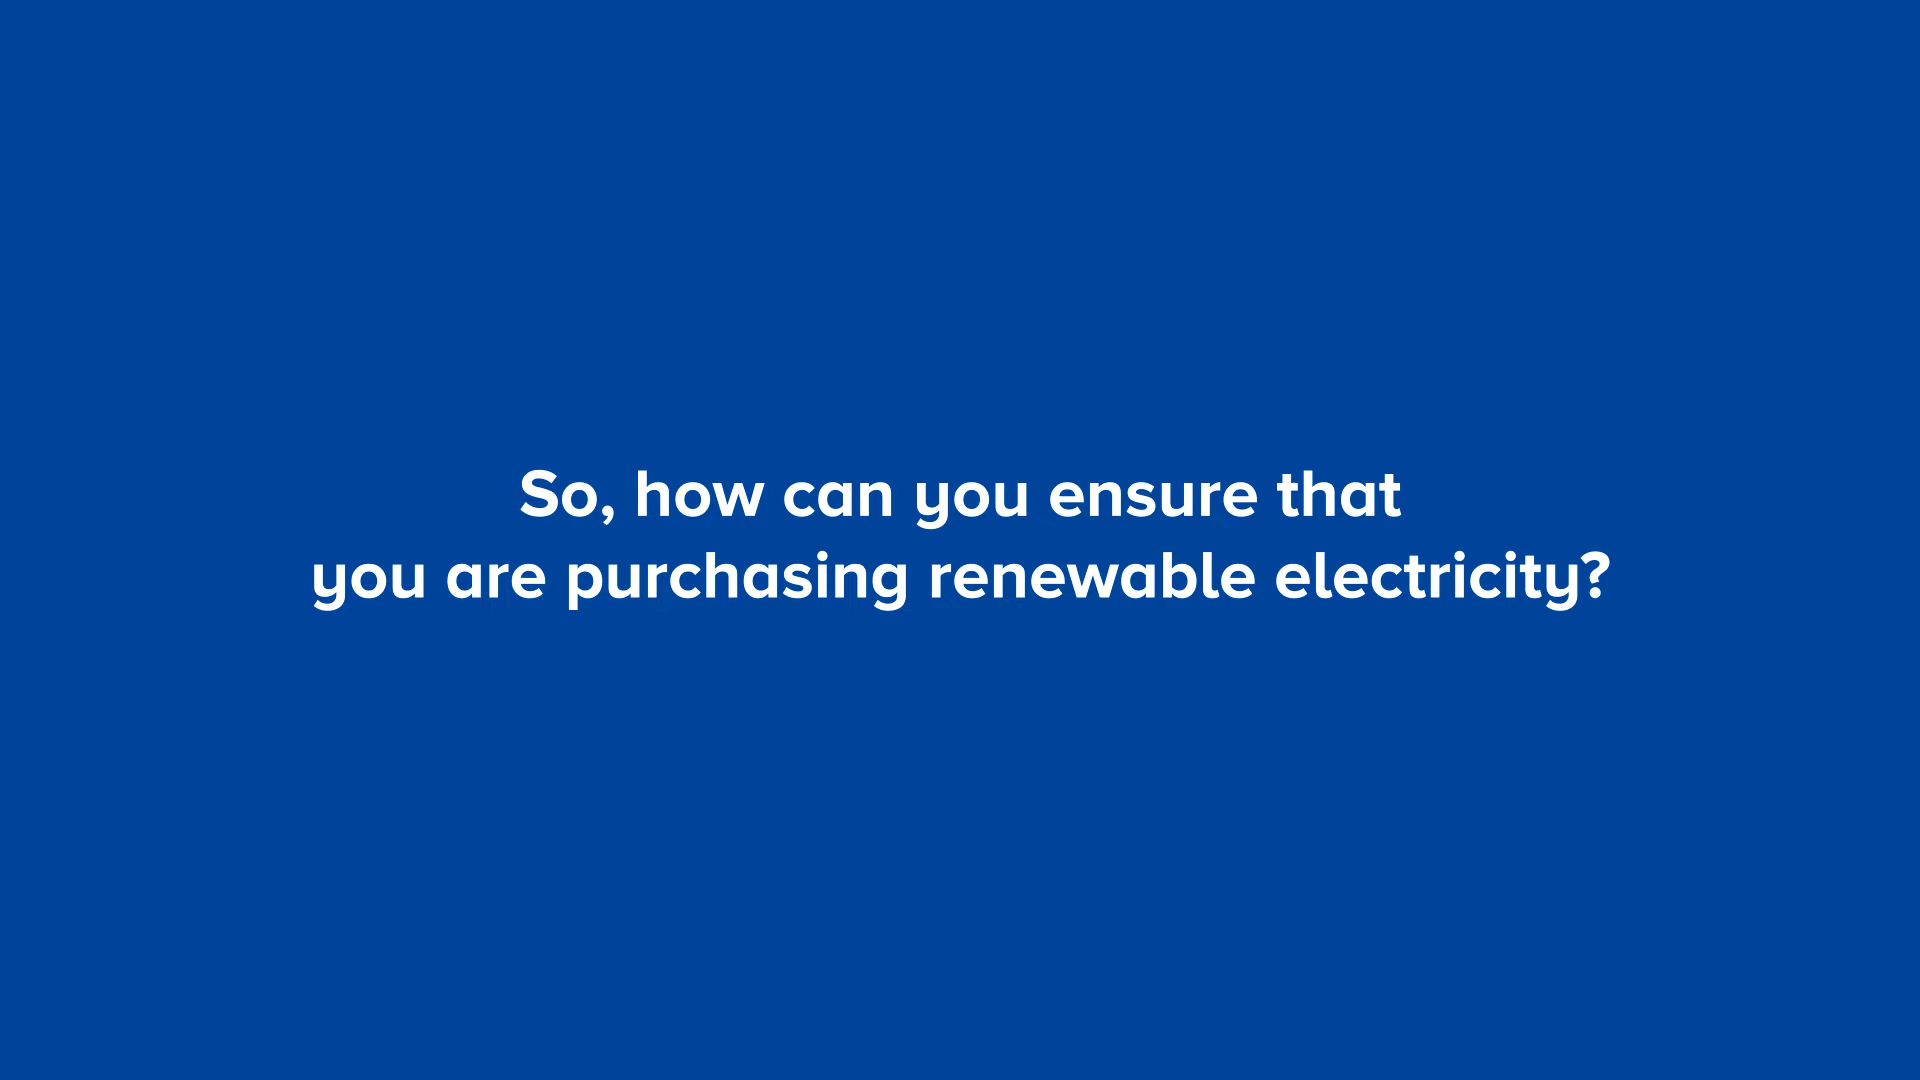 So, how can you ensure that
you are purchasing renewable electricity?